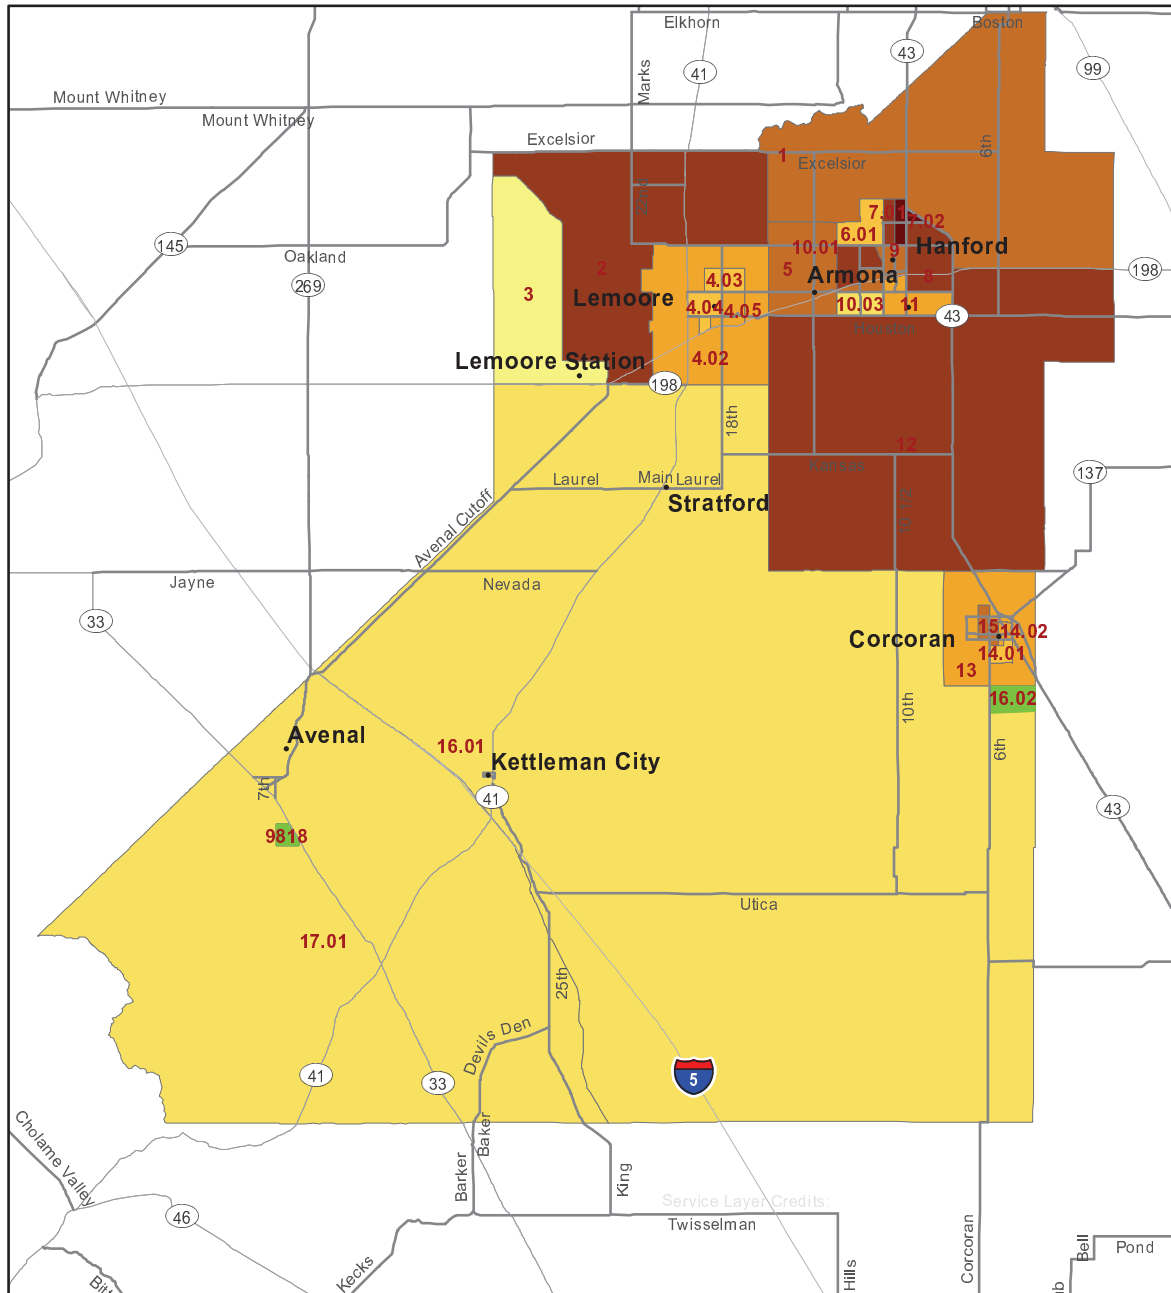 Elkhorn
Boston
43
41
99
Marks
Mount Whitney
Mount Whitney
Excelsior
6th
1
Excelsior
22nd
7.01
7.02
6.01
145
Oakland
10.01
9
Hanford
2
5
Armona
8
198
269
4.03
3
Lemoore
4.04
4.05
10.03
11
43
Houston
4.02
Lemoore Station
198
18th
12
Kansas
137
Laurel
Main
Laurel
Stratford
Avenal Cutoff
Jayne
Nevada
33
15
14.02
Corcoran
14.01
13
16.02
10th
Avenal
16.01
6th
Kettleman City
7th
41
43
9818
Utica
17.01
25th
Devils Den
41
33
5
Cholame Valley
Baker
Barker
King
Service Layer Credits:
46
Twisselman
Corcoran
Bell
Pond
Kecks
Hills